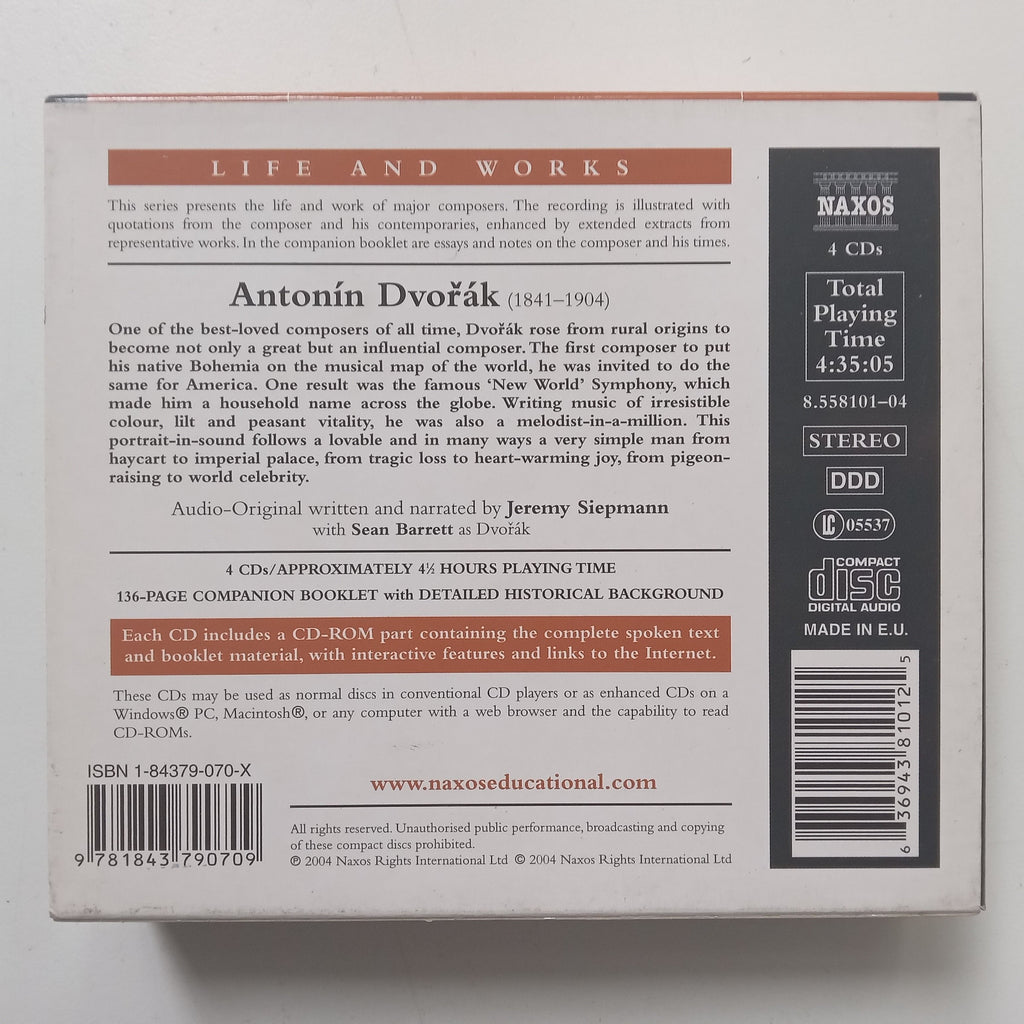 LIFE AND WORKS
This series presents the life and work of major composers. The recording is illustrated with
quotations from the composer and his contemporaries, enhanced by extended extracts from
representative works. In the companion booklet are essays and notes on the composer and his times.
Antonín Dvořák (1841–1904)
One of the best-loved composers of all time, Dvořák rose from rural origins to
become not only a great but an influential composer. The first composer to put
his native Bohemia on the musical map of the world, he was invited to do the
same for America. One result was the famous ‘New World’ Symphony, which
made him a household name across the globe. Writing music of irresistible
colour, lilt and peasant vitality, he was also a melodist-in-a-million. This
portrait-in-sound follows a lovable and in many ways a very simple man from
haycart to imperial palace, from tragic loss to heart-warming joy, from pigeon-
raising to world celebrity.
Audio-Original written and narrated by Jeremy Siepmann
with Sean Barrett as Dvořák
4 CDs/APPROXIMATELY 4½ HOURS PLAYING TIME
136-PAGE COMPANION BOOKLET with DETAILED HISTORICAL BACKGROUND
Each CD includes a CD-ROM part containing the complete spoken text
and booklet material, with interactive features and links to the Internet.
These CDs may be used as normal discs in conventional CD players or as enhanced CDs on a
Windows® PC, Macintosh®, or any computer with a web browser and the capability to read
CD-ROMs.
ISBN 1-84379-070-X
9 781843 790709
www.naxoseducational.com
All rights reserved. Unauthorised public performance, broadcasting and copying
of these compact discs prohibited.
℗ 2004 Naxos Rights International Ltd © 2004 Naxos Rights International Ltd
NAXOS
4 CDs
Total
Playing
Time
4:35:05
8.558101–04
STEREO
DDD
LC 05537
COMPACT
disc
DIGITAL AUDIO
MADE IN E.U.
6 36943 81012 5